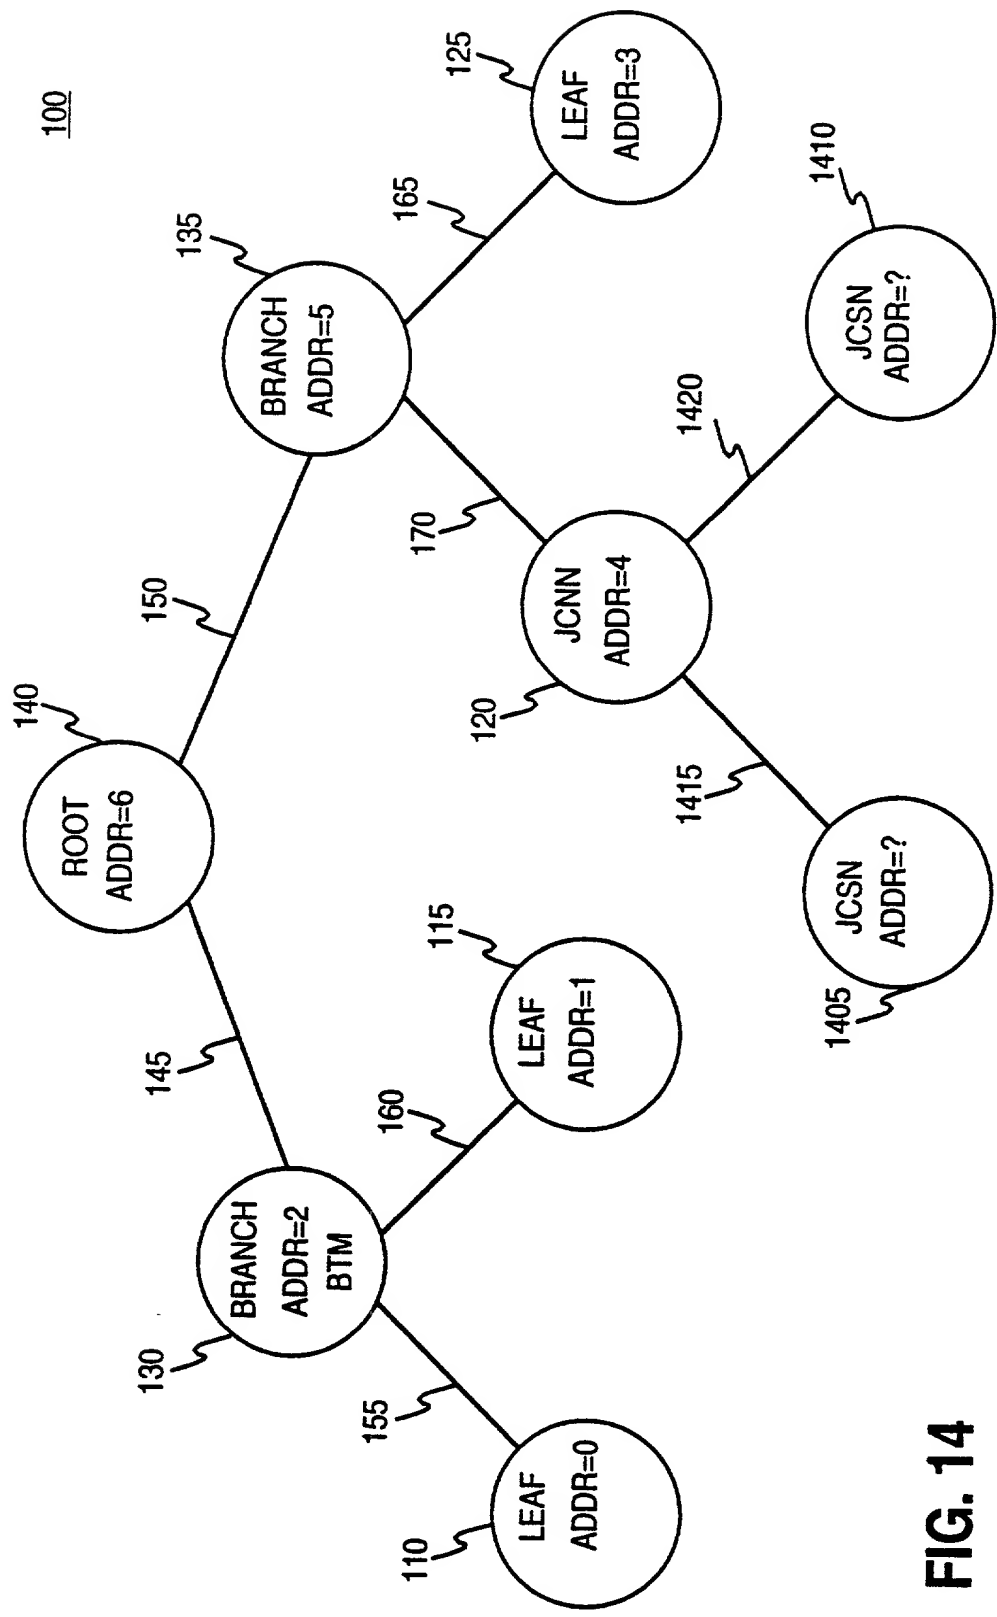 100
140
ROOT
ADDR=6
145
150
130
BRANCH
ADDR=2
BTM
135
BRANCH
ADDR=5
155
160
170
165
110
LEAF
ADDR=0
115
LEAF
ADDR=1
120
JCNN
ADDR=4
125
LEAF
ADDR=3
1415
1420
1405
JCSN
ADDR=?
1410
JCSN
ADDR=?
FIG. 14